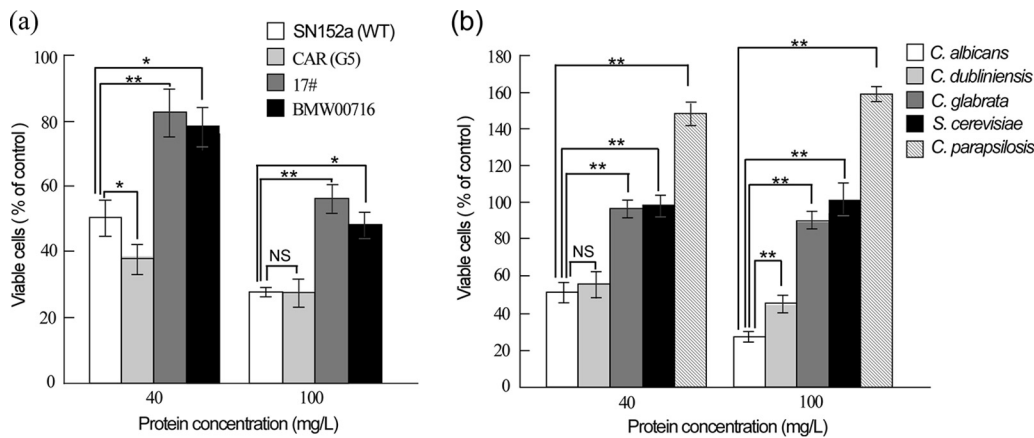 (a)
SN152a (WT)
CAR (G5)
17#
BMW00716
Viable cells ( % of control)
100
80
60
40
20
0
*
**
*
*
**
NS
40
100
Protein concentration (mg/L)
(b)
C. albicans
C. dubliniensis
C. glabrata
S. cerevisiae
C. parapsilosis
Viable cells ( % of control)
180
160
140
120
100
80
60
40
20
0
**
**
**
NS
**
**
**
**
40
100
Protein concentration (mg/L)